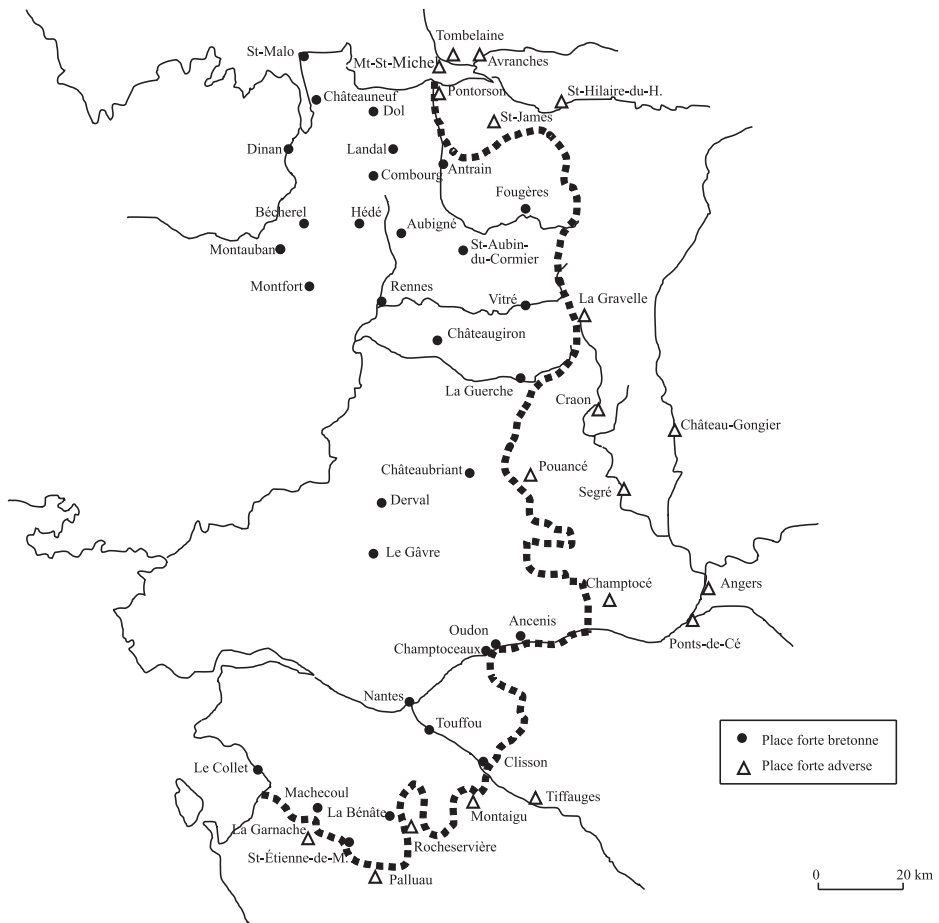 Tombelaine
St-Malo
Mt-St-Michel
Avranches
Châteauneuf
Pontorson
St-Hilaire-du-H.
Dol
St-James
Dinan
Landal
Antrain
Combourg
Fougères
Bécherel
Hédé
Aubigné
Montauban
St-Aubin-
du-Cormier
Montfort
Rennes
Vitré
La Gravelle
Châteaugiron
La Guerche
Craon
Château-Gongier
Châteaubriant
Pouancé
Segré
Derval
Le Gâvre
Champtocé
Angers
Ancenis
Oudon
Champtoceaux
Ponts-de-Cé
Nantes
Touffou
Place forte bretonne
Clisson
Place forte adverse
Le Collet
Machecoul
La Bénâte
Tiffauges
Montaigu
La Garnache
Rocheservière
St-Étienne-de-M.
Palluau
0 20 km